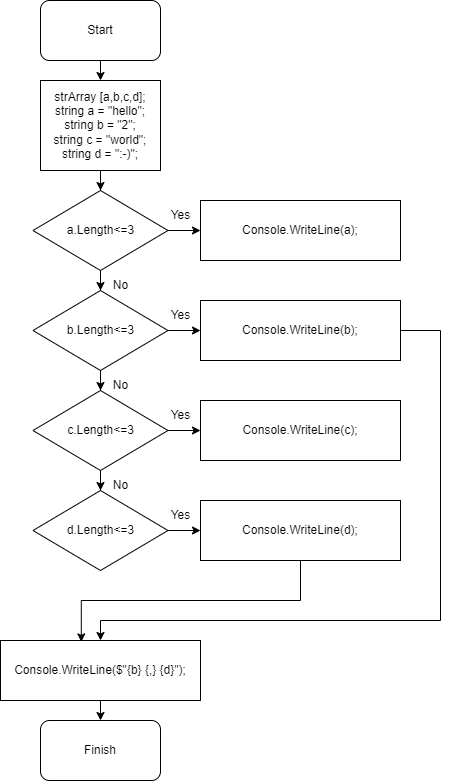 Start
strArray [a,b,c,d];
string a = "hello";
string b = "2";
string c = "world";
string d = ":-)";
a.Length<=3
Yes
Console.WriteLine(a);
No
b.Length<=3
Yes
Console.WriteLine(b);
No
c.Length<=3
Yes
Console.WriteLine(c);
No
d.Length<=3
Yes
Console.WriteLine(d);
Console.WriteLine($"{b} {,} {d}");
Finish